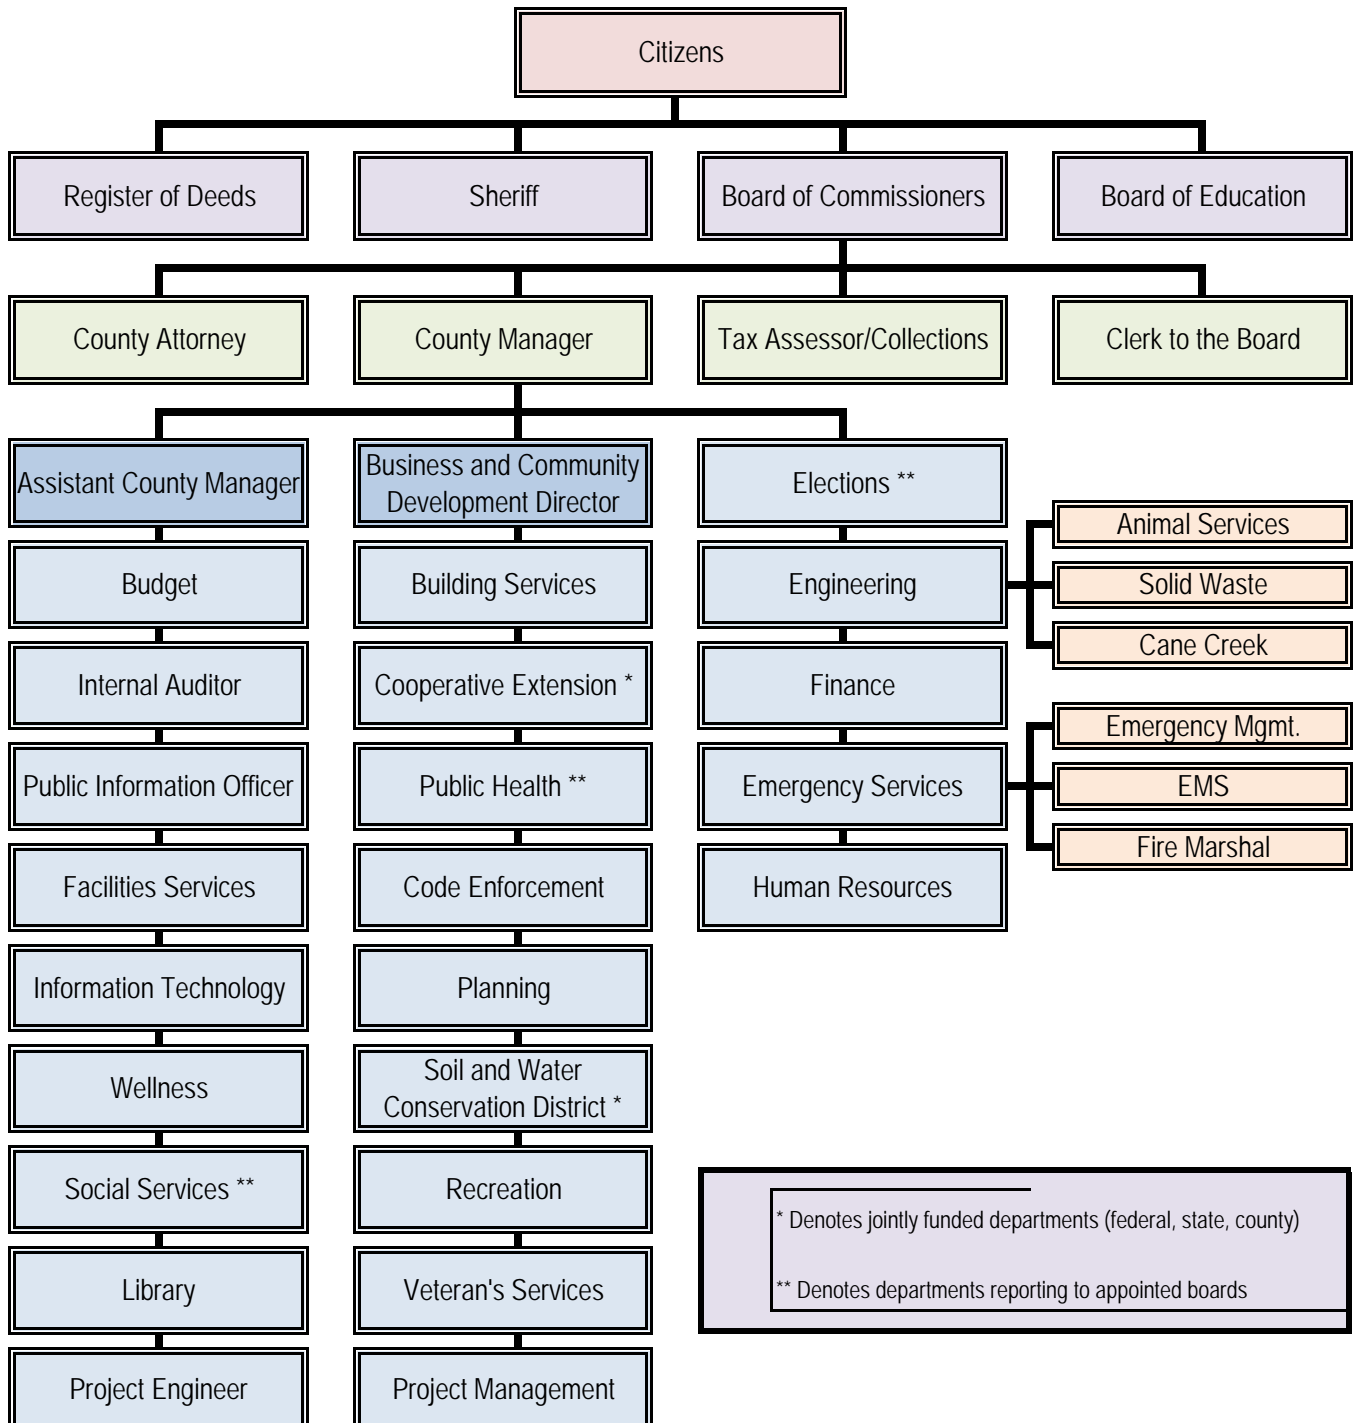 Citizens
Register of Deeds
Sheriff
Board of Commissioners
Board of Education
County Attorney
County Manager
Tax Assessor/Collections
Clerk to the Board
Assistant County Manager
Business and Community
Development Director
Elections **
Animal Services
Budget
Building Services
Engineering
Solid Waste
Cane Creek
Internal Auditor
Cooperative Extension *
Finance
Emergency Mgmt.
Public Information Officer
Public Health **
Emergency Services
EMS
Fire Marshal
Facilities Services
Code Enforcement
Human Resources
Information Technology
Planning
Wellness
Soil and Water
Conservation District *
Social Services **
Recreation
* Denotes jointly funded departments (federal, state, county)
Library
Veteran's Services
** Denotes departments reporting to appointed boards
Project Engineer
Project Management